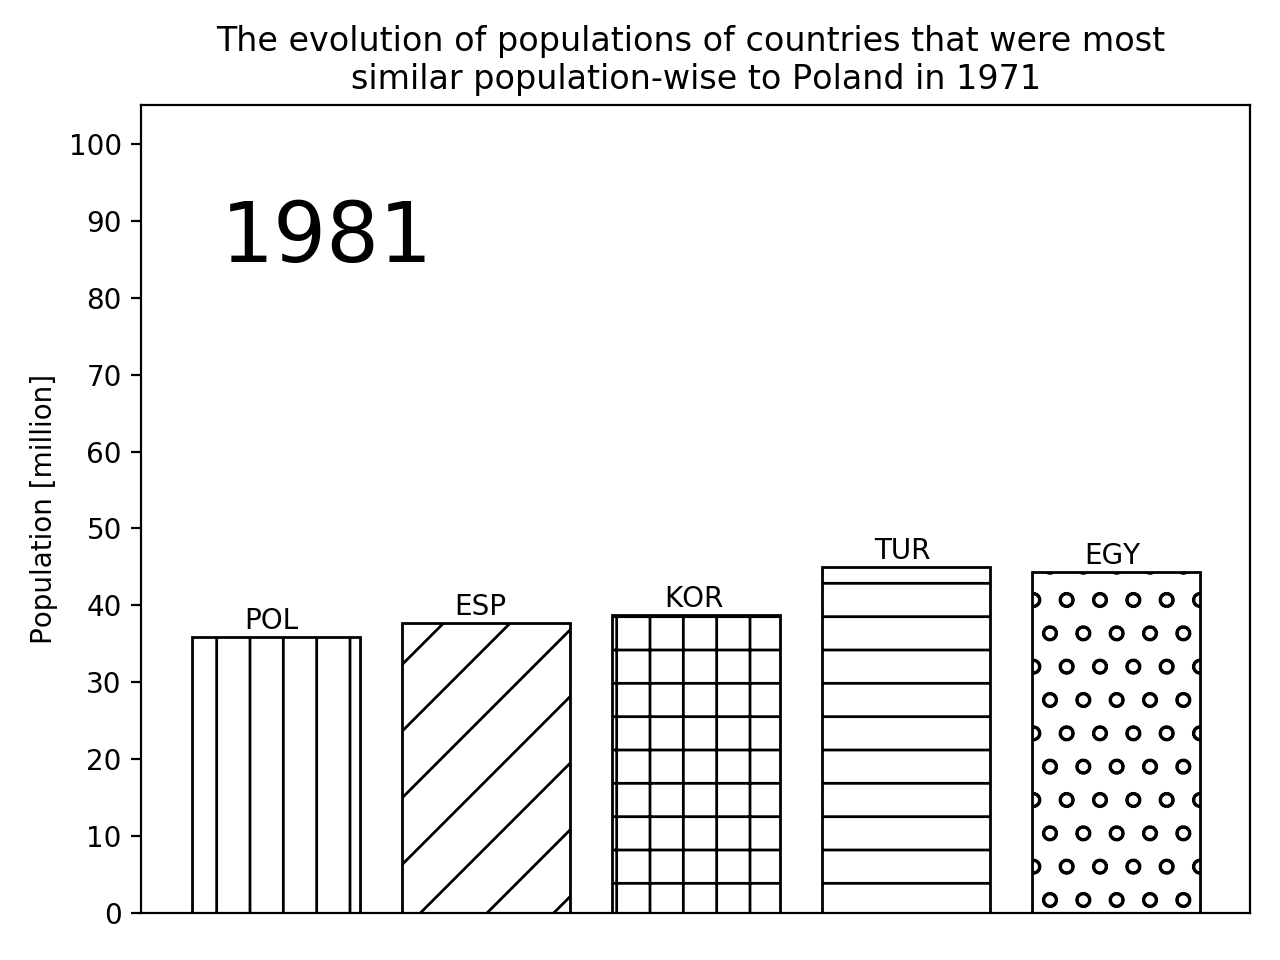 The evolution of populations of countries that were most
similar population-wise to Poland in 1971
100
90
80
70
60
50
40
30
20
10
0
Population [million]
1981
POL
ESP
KOR
TUR
EGY